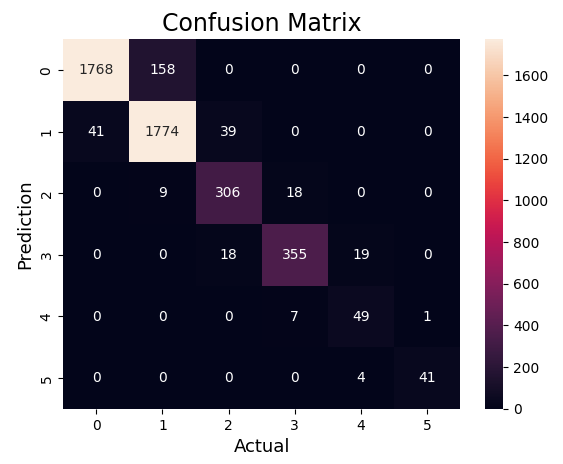 Confusion Matrix
0 1768 158 0 0 0 0
1 41 1774 39 0 0 0
2 0 9 306 18 0 0
3 0 0 18 355 19 0
4 0 0 0 7 49 1
5 0 0 0 0 4 41
0 1 2 3 4 5
Prediction
Actual
1600
1400
1200
1000
800
600
400
200
0